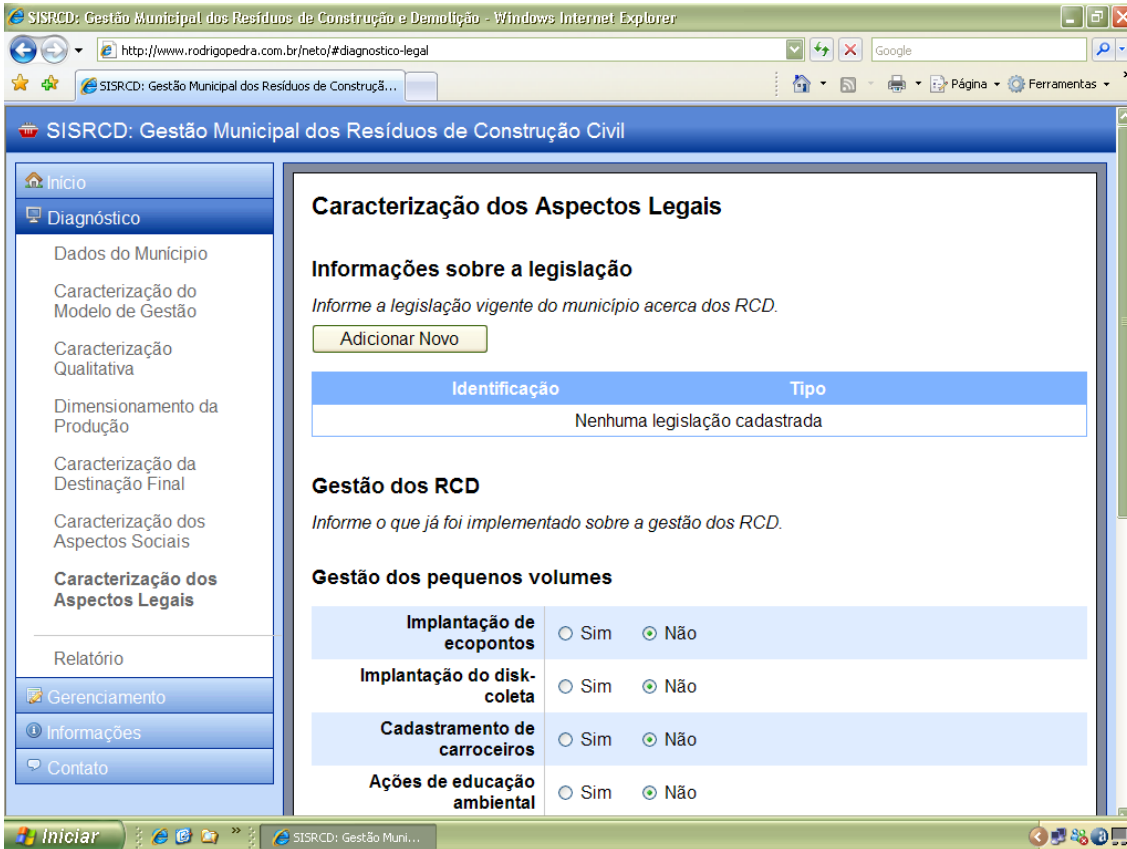 SISRCD: Gestão Municipal dos Resíduos de Construção e Demolição - Windows Internet Explorer
http://www.rodrigopedra.com.br/neto/#diagnostico-legal
Google
SISRCD: Gestão Municipal dos Resíduos de Construçã...
Página
Ferramentas
»
SISRCD: Gestão Municipal dos Resíduos de Construção Civil
Início
Diagnóstico
Dados do Munícipio
Caracterização do
Modelo de Gestão
Caracterização
Qualitativa
Dimensionamento da
Produção
Caracterização da
Destinação Final
Caracterização dos
Aspectos Sociais
Caracterização dos
Aspectos Legais
Relatório
Gerenciamento
Informações
Contato
Caracterização dos Aspectos Legais
Informações sobre a legislação
Informe a legislação vigente do município acerca dos RCD.
Adicionar Novo
Identificação Tipo
Nenhuma legislação cadastrada
Gestão dos RCD
Informe o que já foi implementado sobre a gestão dos RCD.
Gestão dos pequenos volumes
Implantação de
ecopontos
Sim Não
Implantação do disk-
coleta
Sim Não
Cadastramento de
carroceiros
Sim Não
Ações de educação
ambiental
Sim Não
Iniciar
»
SISRCD: Gestão Muni...